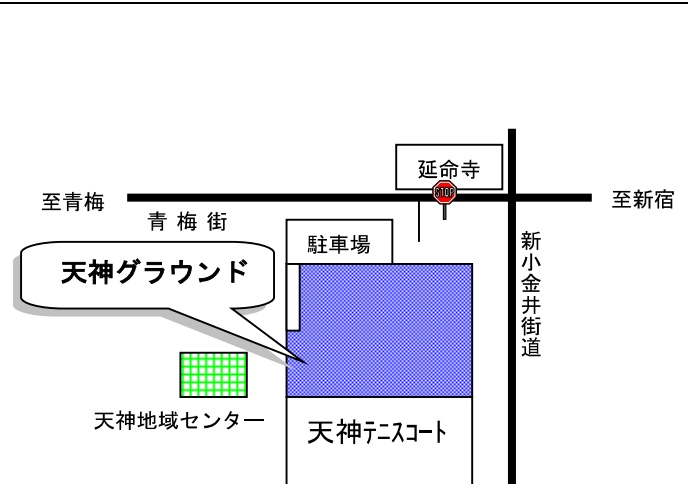 延命寺
STOP
至青梅
至新宿
青梅街
駐車場
新小金井街道
天神グラウンド
天神地域センター
天神テニスコート